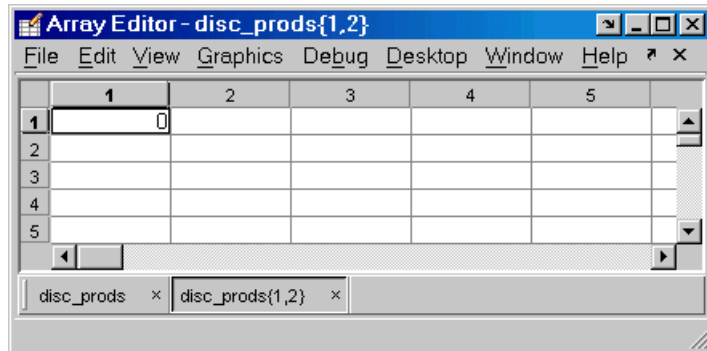 Array Editor - disc_prods{1,2}
File Edit View Graphics Debug Desktop Window Help
1 2 3 4 5
1 0
2
3
4
5
disc_prods × disc_prods{1,2} ×